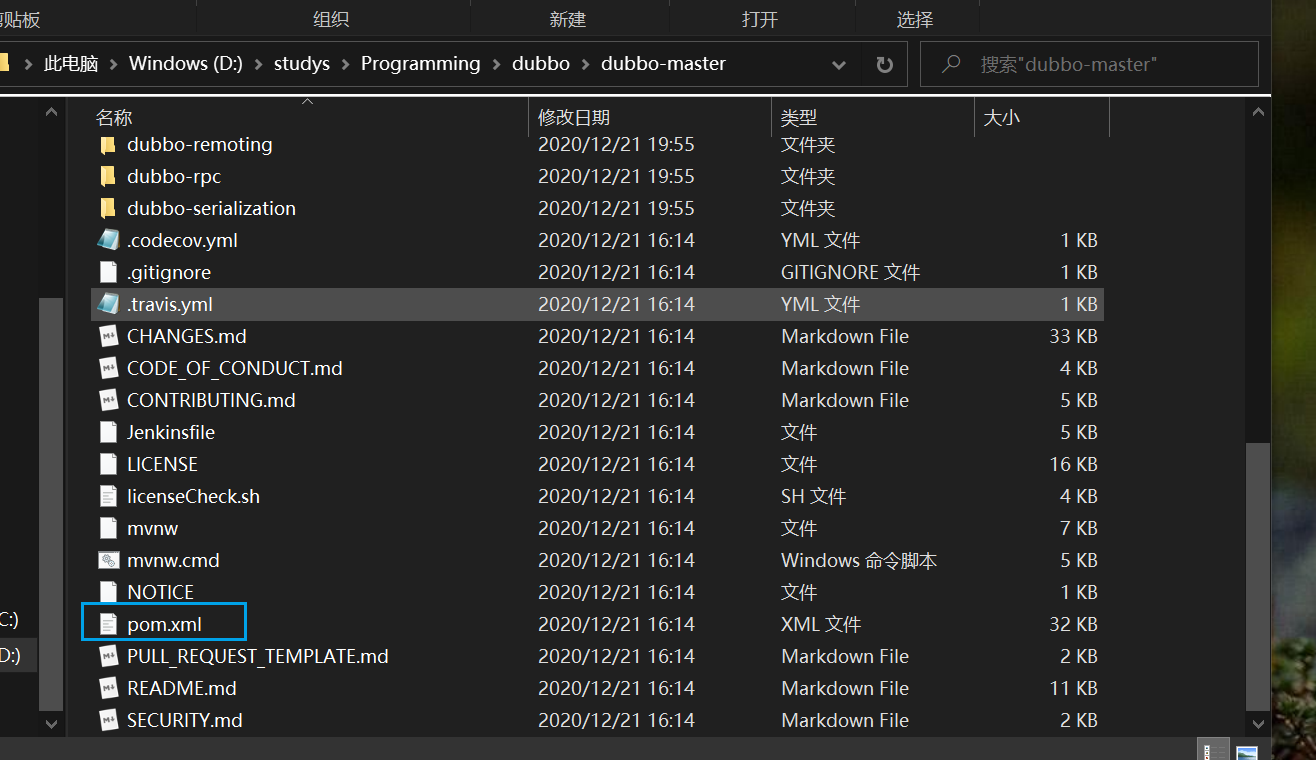 剪贴板 组织 新建 打开 选择
此电脑 Windows (D:) studys Programming dubbo dubbo-master 搜索"dubbo-master"
名称 修改日期 类型 大小
dubbo-remoting 2020/12/21 19:55 文件夹
dubbo-rpc 2020/12/21 19:55 文件夹
dubbo-serialization 2020/12/21 19:55 文件夹
.codecov.yml 2020/12/21 16:14 YML 文件 1 KB
.gitignore 2020/12/21 16:14 GITIGNORE 文件 1 KB
.travis.yml 2020/12/21 16:14 YML 文件 1 KB
CHANGES.md 2020/12/21 16:14 Markdown File 33 KB
CODE_OF_CONDUCT.md 2020/12/21 16:14 Markdown File 4 KB
CONTRIBUTING.md 2020/12/21 16:14 Markdown File 5 KB
Jenkinsfile 2020/12/21 16:14 文件 5 KB
LICENSE 2020/12/21 16:14 文件 16 KB
licenseCheck.sh 2020/12/21 16:14 SH 文件 4 KB
mvnw 2020/12/21 16:14 文件 7 KB
mvnw.cmd 2020/12/21 16:14 Windows 命令脚本 5 KB
NOTICE 2020/12/21 16:14 文件 1 KB
C:)
pom.xml 2020/12/21 16:14 XML 文件 32 KB
D:)
PULL_REQUEST_TEMPLATE.md 2020/12/21 16:14 Markdown File 2 KB
README.md 2020/12/21 16:14 Markdown File 11 KB
SECURITY.md 2020/12/21 16:14 Markdown File 2 KB